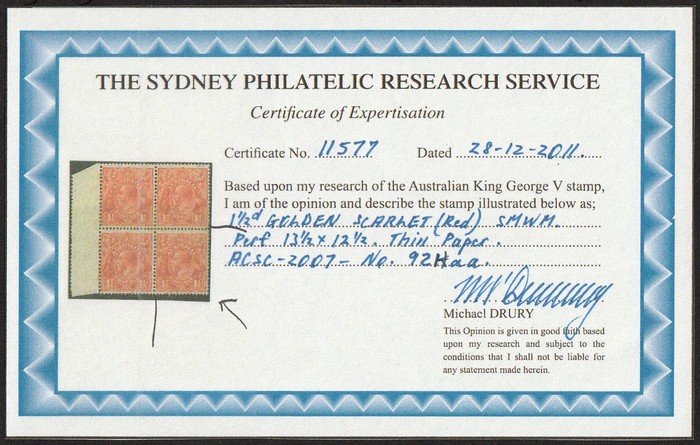 THE SYDNEY PHILATELIC RESEARCH SERVICE
Certificate of Expertisation
Certificate No. 11577 Dated 28-12-2011.
Based upon my research of the Australian King George V stamp,
I am of the opinion and describe the stamp illustrated below as;
1½d GOLDEN SCARLET (Red) SMWM.
Perf 13½ x 12½. Thin Paper.
ACSC-2007- No. 92Haa.
Michael DRURY
This Opinion is given in good faith based
upon my research and subject to the
conditions that I shall not be liable for
any statement made herein.